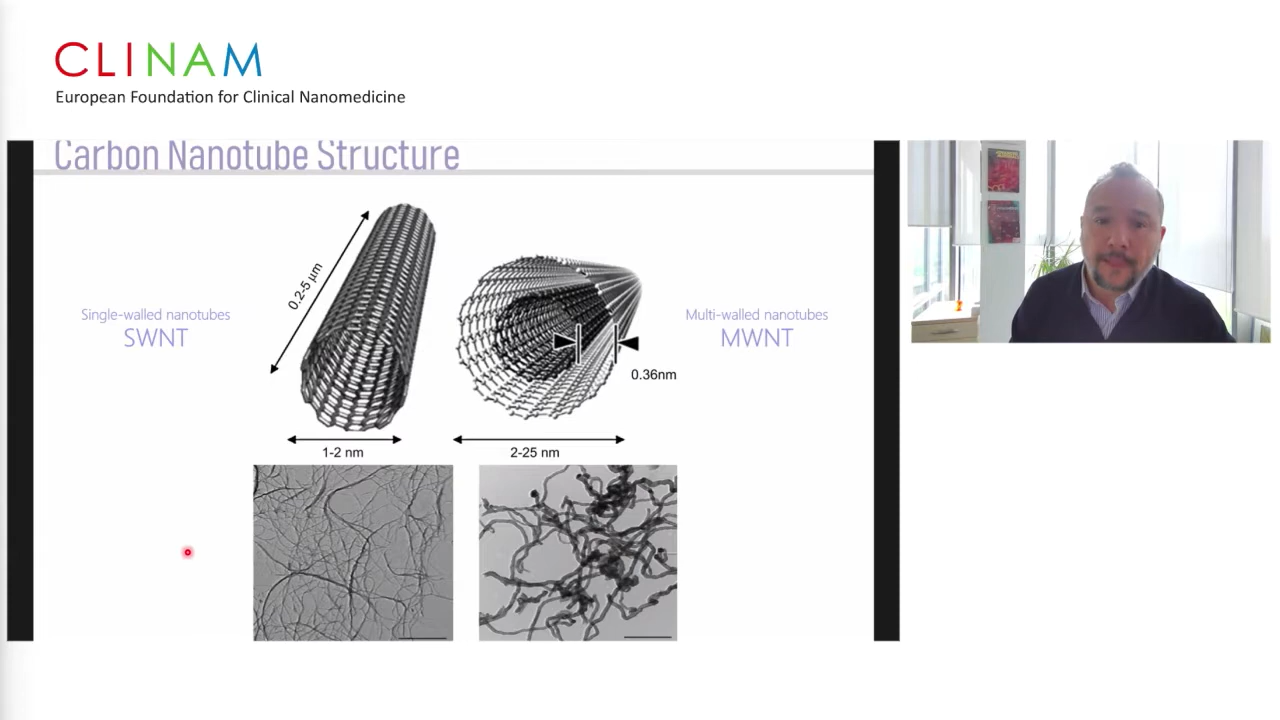 CLINAM
European Foundation for Clinical Nanomedicine
Carbon Nanotube Structure
0.2-5 µm
Single-walled nanotubes
SWNT
Multi-walled nanotubes
MWNT
0.36nm
1-2 nm
2-25 nm